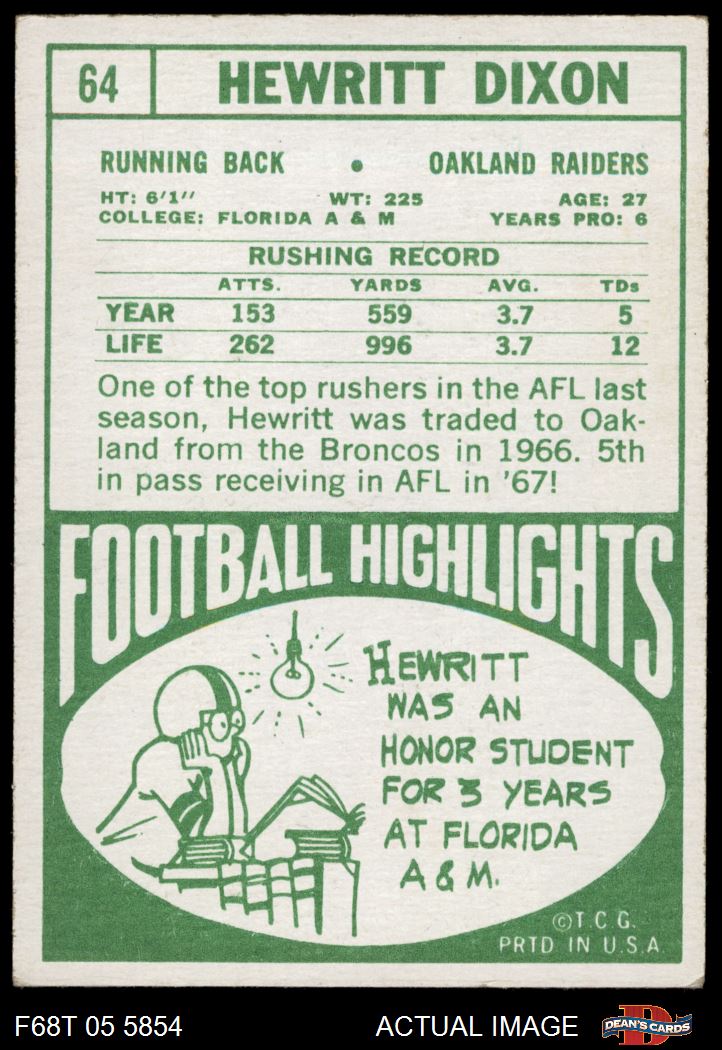 64 HEWRITT DIXON
RUNNING BACK • OAKLAND RAIDERS
HT: 6'1" WT: 225 AGE: 27
COLLEGE: FLORIDA A & M YEARS PRO: 6
RUSHING RECORD
ATTS. YARDS AVG. TDs
YEAR 153 559 3.7 5
LIFE 262 996 3.7 12
One of the top rushers in the AFL last
season, Hewritt was traded to Oak-
land from the Broncos in 1966. 5th
in pass receiving in AFL in '67!
FOOTBALL HIGHLIGHTS
HEWRITT
WAS AN
HONOR STUDENT
FOR 3 YEARS
AT FLORIDA
A & M.
©T.C.G.
PRTD IN U.S.A
F68T 05 5854 ACTUAL IMAGE D DEAN'S CARDS